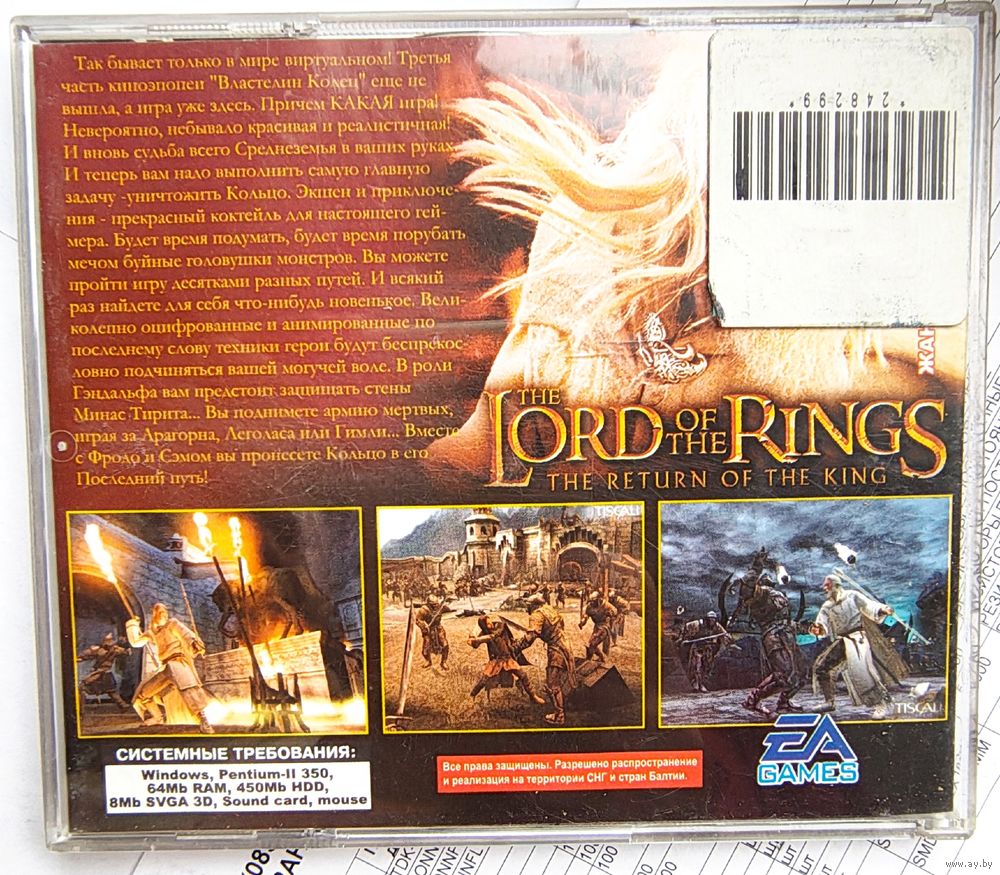 Так бывает только в мире виртуальном! Третья
часть киноэпопеи "Властелин Колец" еще не
вышла, а игра уже здесь. Причем КАКАЯ игра!
Невероятно, небывало красивая и реалистичная!
И вновь судьба всего Средиземья в ваших руках
И теперь вам надо выполнить самую главную
задачу -уничтожить Кольцо. Экшен и приключе-
ния - прекрасный коктейль для настоящего гей-
мера. Будет время подумать, будет время порубать
мечом буйные головушки монстров. Вы можете
пройти игру десятками разных путей. И всякий
раз найдете для себя что-нибудь новенькое. Вели-
колепно оцифрованные и анимированные по
последнему слову техники герои будут беспрекос-
ловно подчиняться вашей могучей воле. В роли
Гэндальфа вам предстоит защищать стены
Минас Тирита... Вы поднимете армию мертвых,
играя за Арагорна, Леголаса или Гимли... Вместе
с Фродо и Сэмом вы пронесете Кольцо в его
Последний путь!
*248299*
ЖАН
THE
LORD OF THE RINGS
THE RETURN OF THE KING
TISCALI
TISCALI
СИСТЕМНЫЕ ТРЕБОВАНИЯ:
Windows, Pentium-II 350,
64Mb RAM, 450Mb HDD,
8Mb SVGA 3D, Sound card, mouse
Все права защищены. Разрешено распространение
и реализация на территории СНГ и стран Балтии.
EA
GAMES
www.ay.by